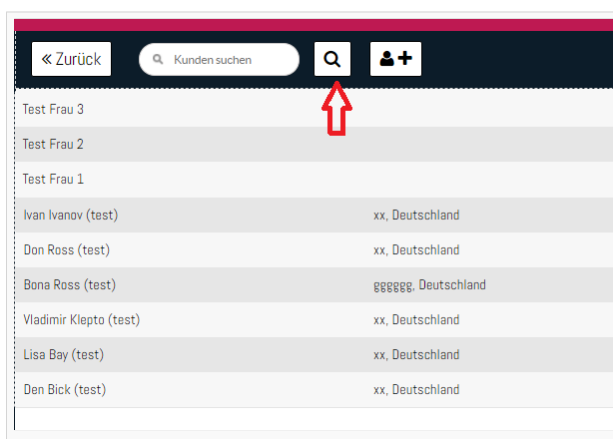 « Zurück Kunden suchen
Test Frau 3
Test Frau 2
Test Frau 1
Ivan Ivanov (test) xx, Deutschland
Don Ross (test) xx, Deutschland
Bona Ross (test) gggggg, Deutschland
Vladimir Klepto (test) xx, Deutschland
Lisa Bay (test) xx, Deutschland
Den Bick (test) xx, Deutschland